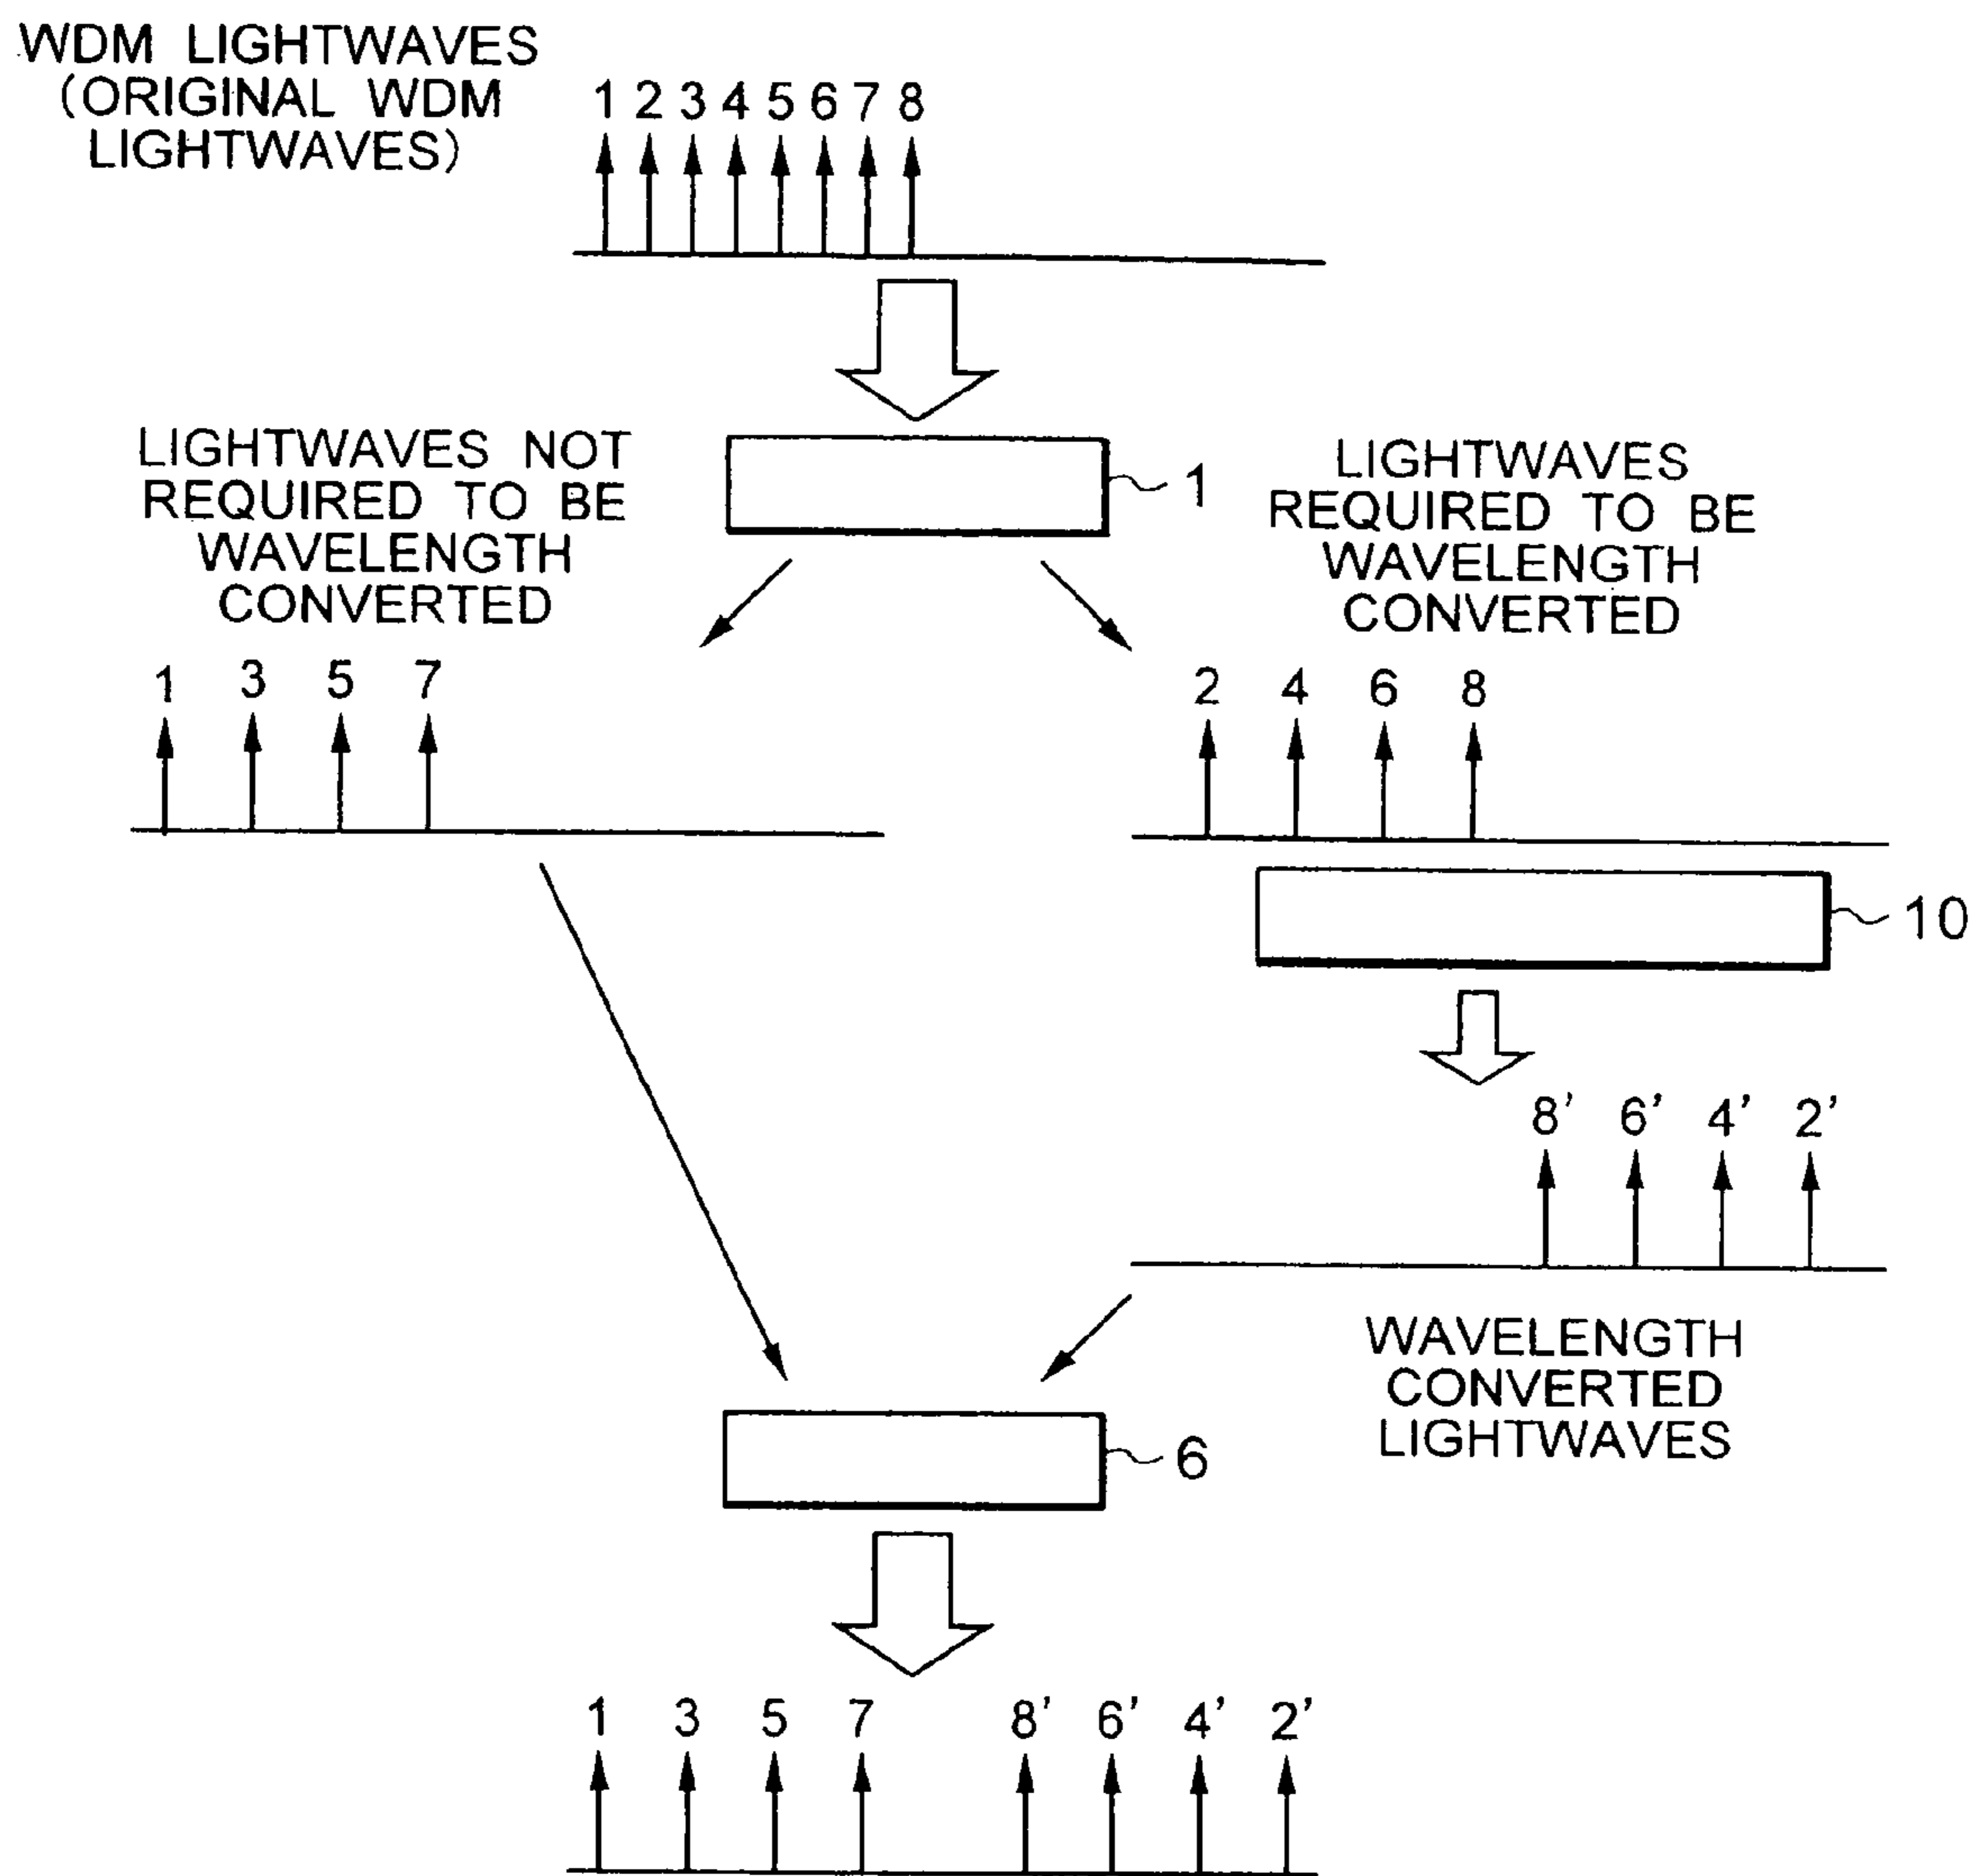 WDM LIGHTWAVES
(ORIGINAL WDM
LIGHTWAVES)
1 2 3 4 5 6 7 8
LIGHTWAVES NOT
REQUIRED TO BE
WAVELENGTH
CONVERTED
1
LIGHTWAVES
REQUIRED TO BE
WAVELENGTH
CONVERTED
1 3 5 7
2 4 6 8
10
8' 6' 4' 2'
WAVELENGTH
CONVERTED
LIGHTWAVES
6
1 3 5 7 8' 6' 4' 2'